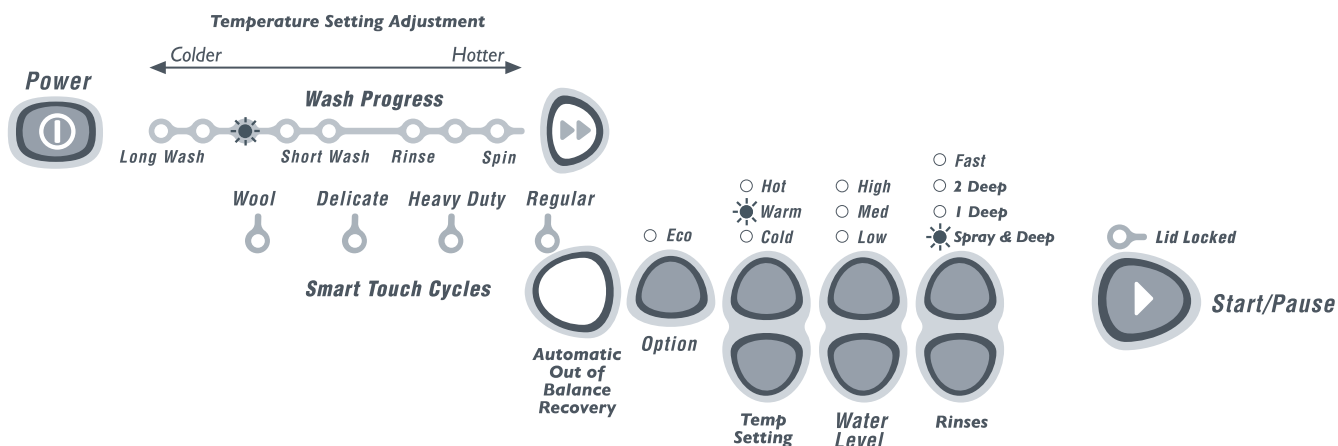 Temperature Setting Adjustment
Colder
Hotter
Power
Wash Progress
Long Wash
Short Wash
Rinse
Spin
Wool
Delicate
Heavy Duty
Regular
Smart Touch Cycles
Automatic
Out of
Balance
Recovery
Eco
Option
Hot
Warm
Cold
Temp
Setting
High
Med
Low
Water
Level
Fast
2 Deep
1 Deep
Spray & Deep
Rinses
Lid Locked
Start/Pause